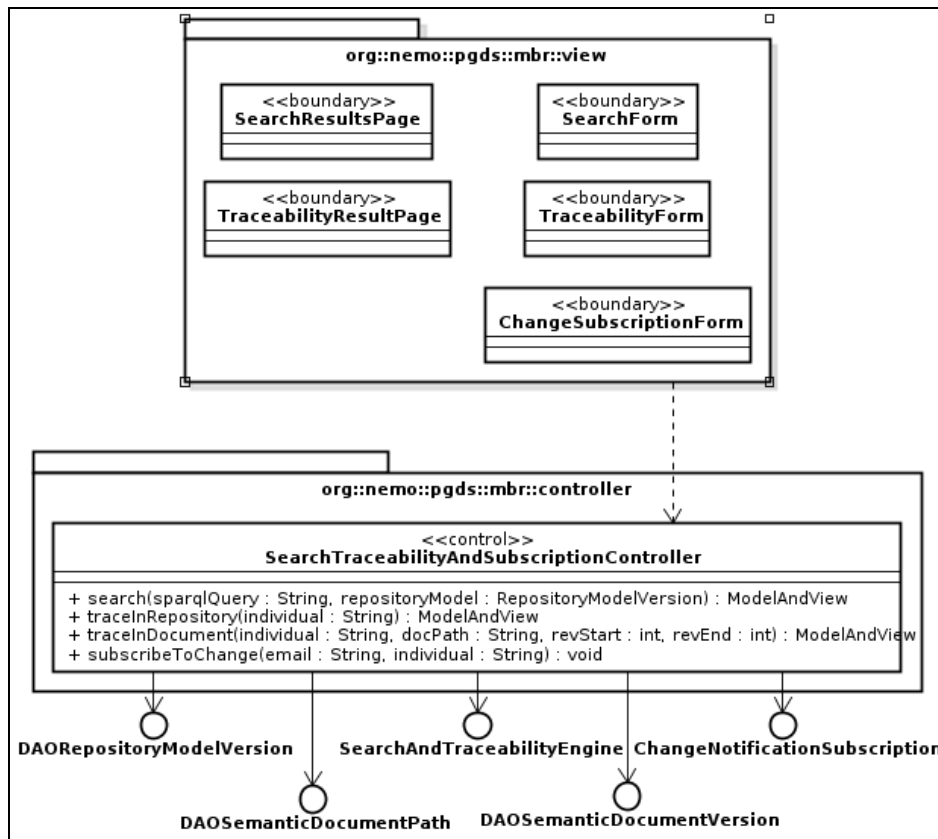 org::nemo::pgds::mbr::view
<<boundary>>
SearchResultsPage
<<boundary>>
SearchForm
<<boundary>>
TraceabilityResultPage
<<boundary>>
TraceabilityForm
<<boundary>>
ChangeSubscriptionForm
org::nemo::pgds::mbr::controller
<<control>>
SearchTraceabilityAndSubscriptionController
+ search(sparqlQuery : String, repositoryModel : RepositoryModelVersion) : ModelAndView
+ traceInRepository(individual : String) : ModelAndView
+ traceInDocument(individual : String, docPath : String, revStart : int, revEnd : int) : ModelAndView
+ subscribeToChange(email : String, individual : String) : void
DAORepositoryModelVersion
SearchAndTraceabilityEngine
ChangeNotificationSubscription
DAOSemanticDocumentPath
DAOSemanticDocumentVersion